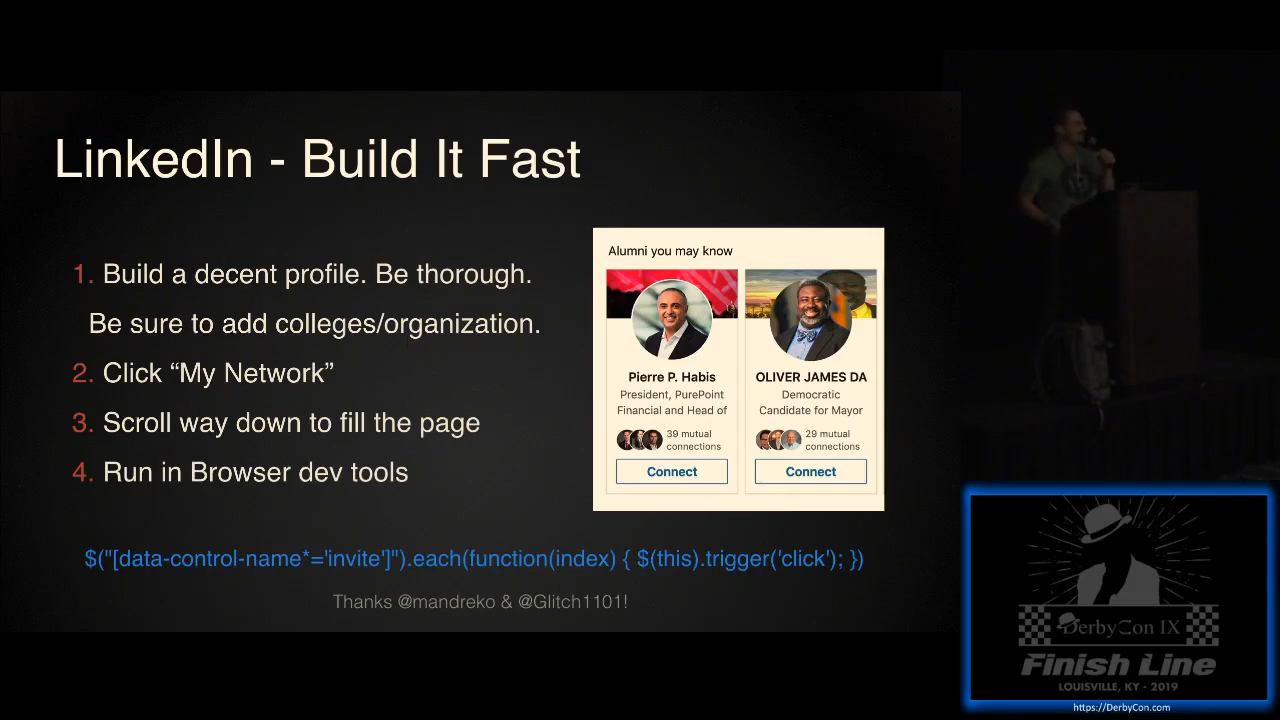 LinkedIn - Build It Fast
1. Build a decent profile. Be thorough.
Be sure to add colleges/organization.
2. Click “My Network”
3. Scroll way down to fill the page
4. Run in Browser dev tools
$("[data-control-name*='invite']").each(function(index) { $(this).trigger('click'); })
Thanks @mandreko & @Glitch1101!
Alumni you may know
Pierre P. Habis
President, PurePoint
Financial and Head of
39 mutual
connections
Connect
OLIVER JAMES DA
Democratic
Candidate for Mayor
29 mutual
connections
Connect
DerbyCon IX
Finish Line
LOUISVILLE, KY - 2019
https://DerbyCon.com